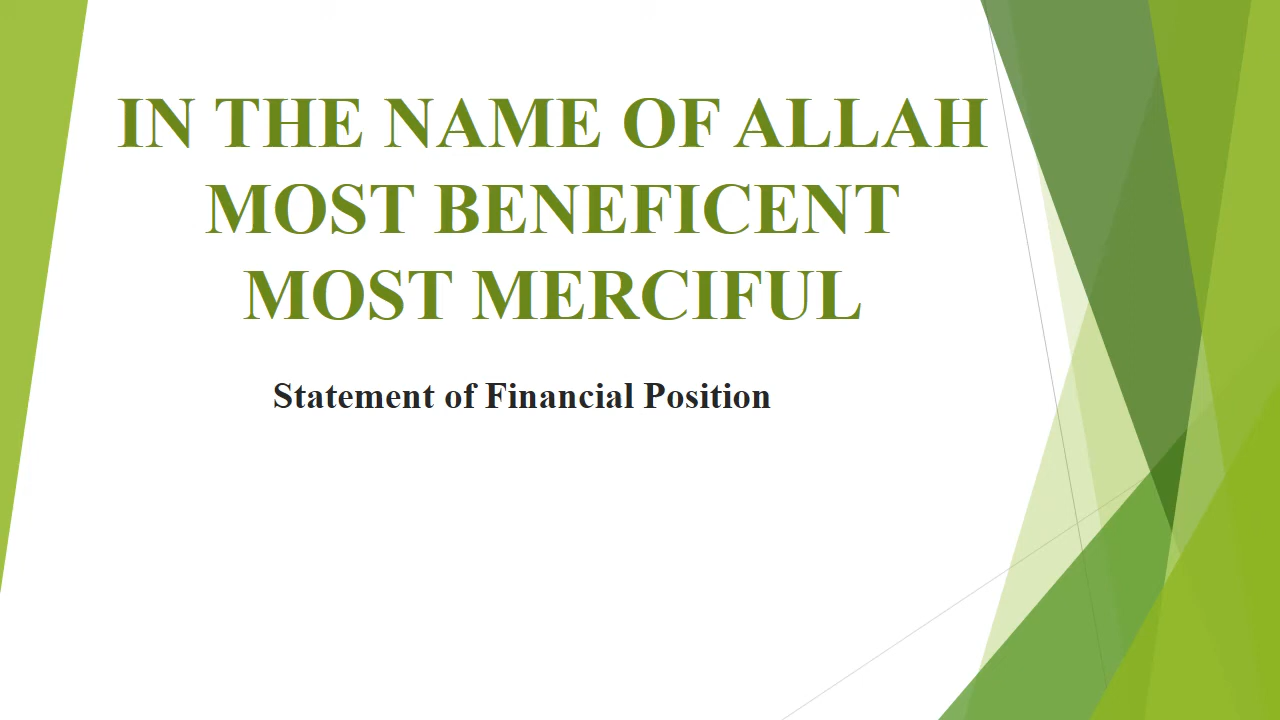 IN THE NAME OF ALLAH
MOST BENEFICENT
MOST MERCIFUL
Statement of Financial Position